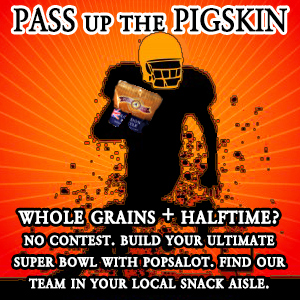 PASS UP THE PIGSKIN
WHOLE GRAINS + HALFTIME?
NO CONTEST. BUILD YOUR ULTIMATE
SUPER BOWL WITH POPSALOT. FIND OUR
TEAM IN YOUR LOCAL SNACK AISLE.